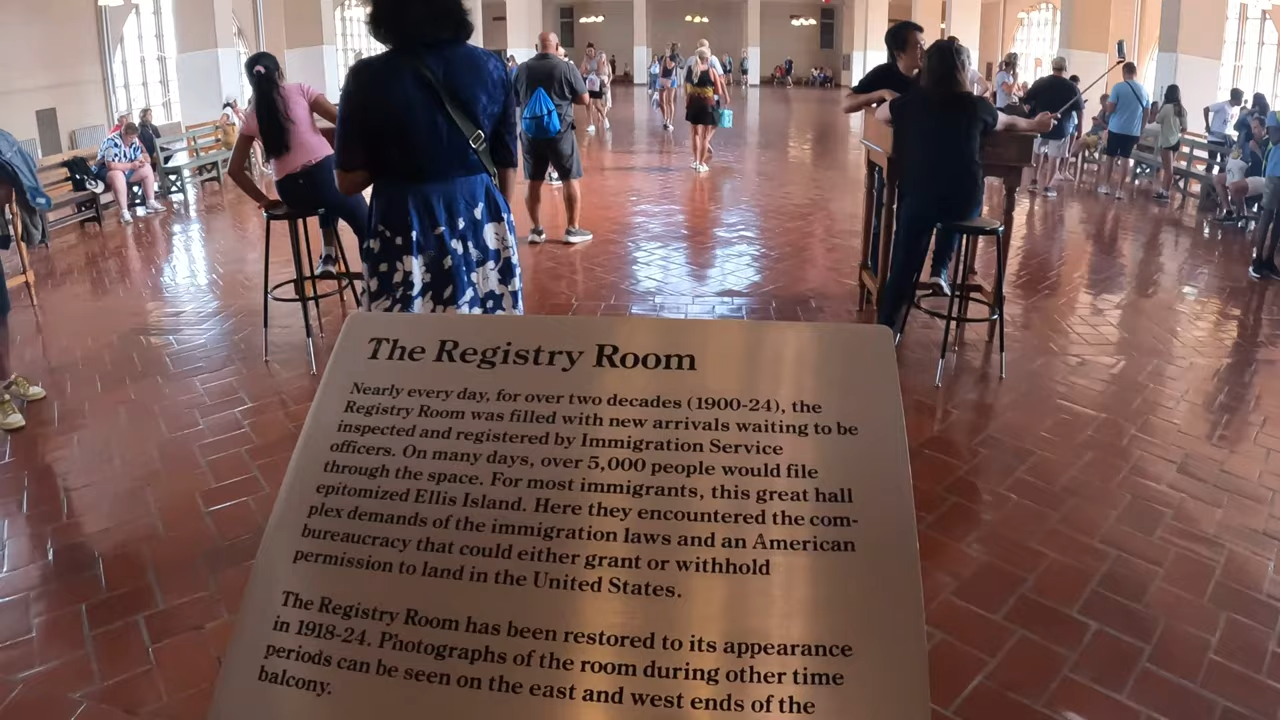 The Registry Room
Nearly every day, for over two decades (1900-24), the
Registry Room was filled with new arrivals waiting to be
inspected and registered by Immigration Service
officers. On many days, over 5,000 people would file
through the space. For most immigrants, this great hall
epitomized Ellis Island. Here they encountered the com-
plex demands of the immigration laws and an American
bureaucracy that could either grant or withhold
permission to land in the United States.
The Registry Room has been restored to its appearance
in 1918-24. Photographs of the room during other time
periods can be seen on the east and west ends of the
balcony.